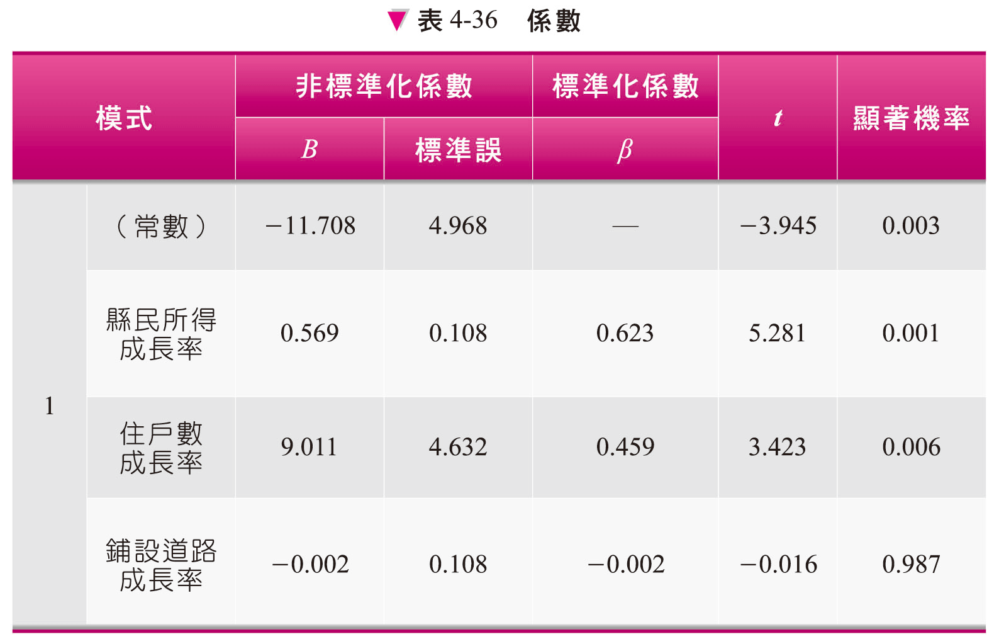 ▼ 表 4-36 係數
模式 非標準化係數 標準化係數 t 顯著機率
B 標準誤 β
1 （常數） −11.708 4.968 — −3.945 0.003
縣民所得
成長率 0.569 0.108 0.623 5.281 0.001
住戶數
成長率 9.011 4.632 0.459 3.423 0.006
鋪設道路
成長率 −0.002 0.108 −0.002 −0.016 0.987